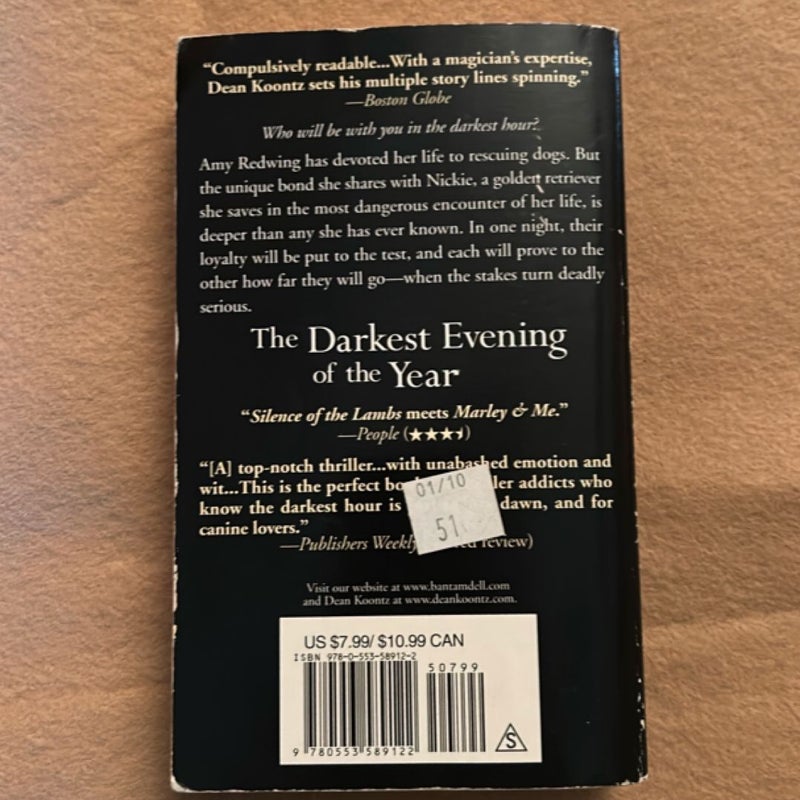 “Compulsively readable...With a magician’s expertise,
Dean Koontz sets his multiple story lines spinning.”
—Boston Globe
Who will be with you in the darkest hour?
Amy Redwing has devoted her life to rescuing dogs. But
the unique bond she shares with Nickie, a golden retriever
she saves in the most dangerous encounter of her life, is
deeper than any she has ever known. In one night, their
loyalty will be put to the test, and each will prove to the
other how far they will go—when the stakes turn deadly
serious.
The Darkest Evening
of the Year
“Silence of the Lambs meets Marley & Me.”
—People (★★★⯨)
“[A] top-notch thriller...with unabashed emotion and
wit...This is the perfect bo ler addicts who
know the darkest hour is dawn, and for
canine lovers.”
—Publishers Weekly ed review)
01/10
51
Visit our website at www.bantamdell.com
and Dean Koontz at www.deankoontz.com.
US $7.99/ $10.99 CAN
ISBN 978-0-553-58912-2
50799
9 780553 589122
S